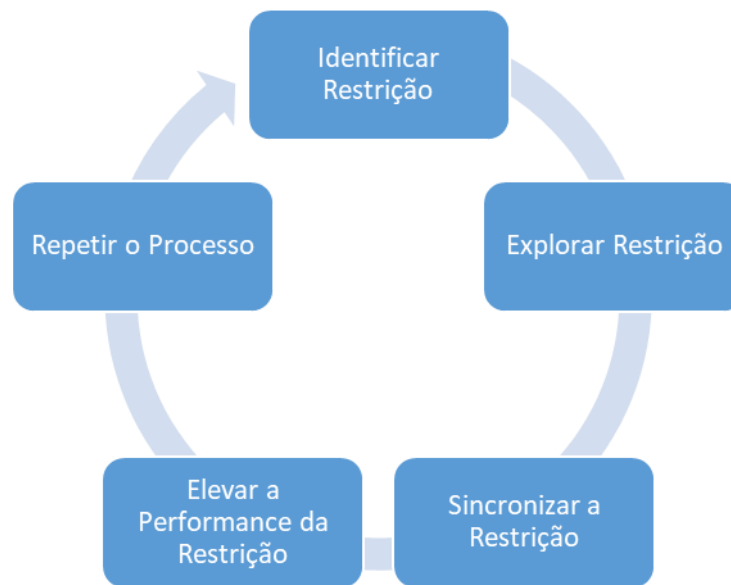 Identificar
Restrição
Explorar Restrição
Sincronizar a
Restrição
Elevar a
Performance da
Restrição
Repetir o Processo